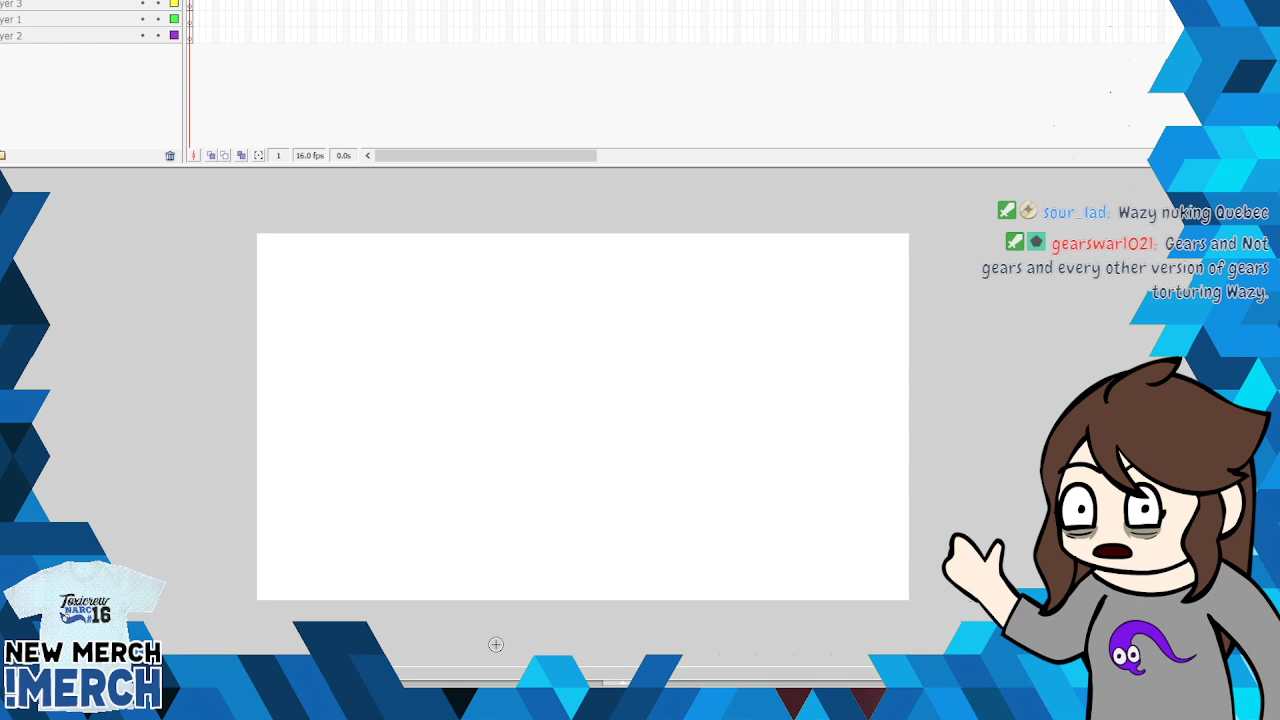 yer 3
yer 1
yer 2
1 16.0 fps 0.0s
sour_lad: Wazy nuking Quebec
gearswar1021: Gears and Not
gears and every other version of gears
torturing Wazy.
Toxicrew
NARC
#16
NEW MERCH
!MERCH